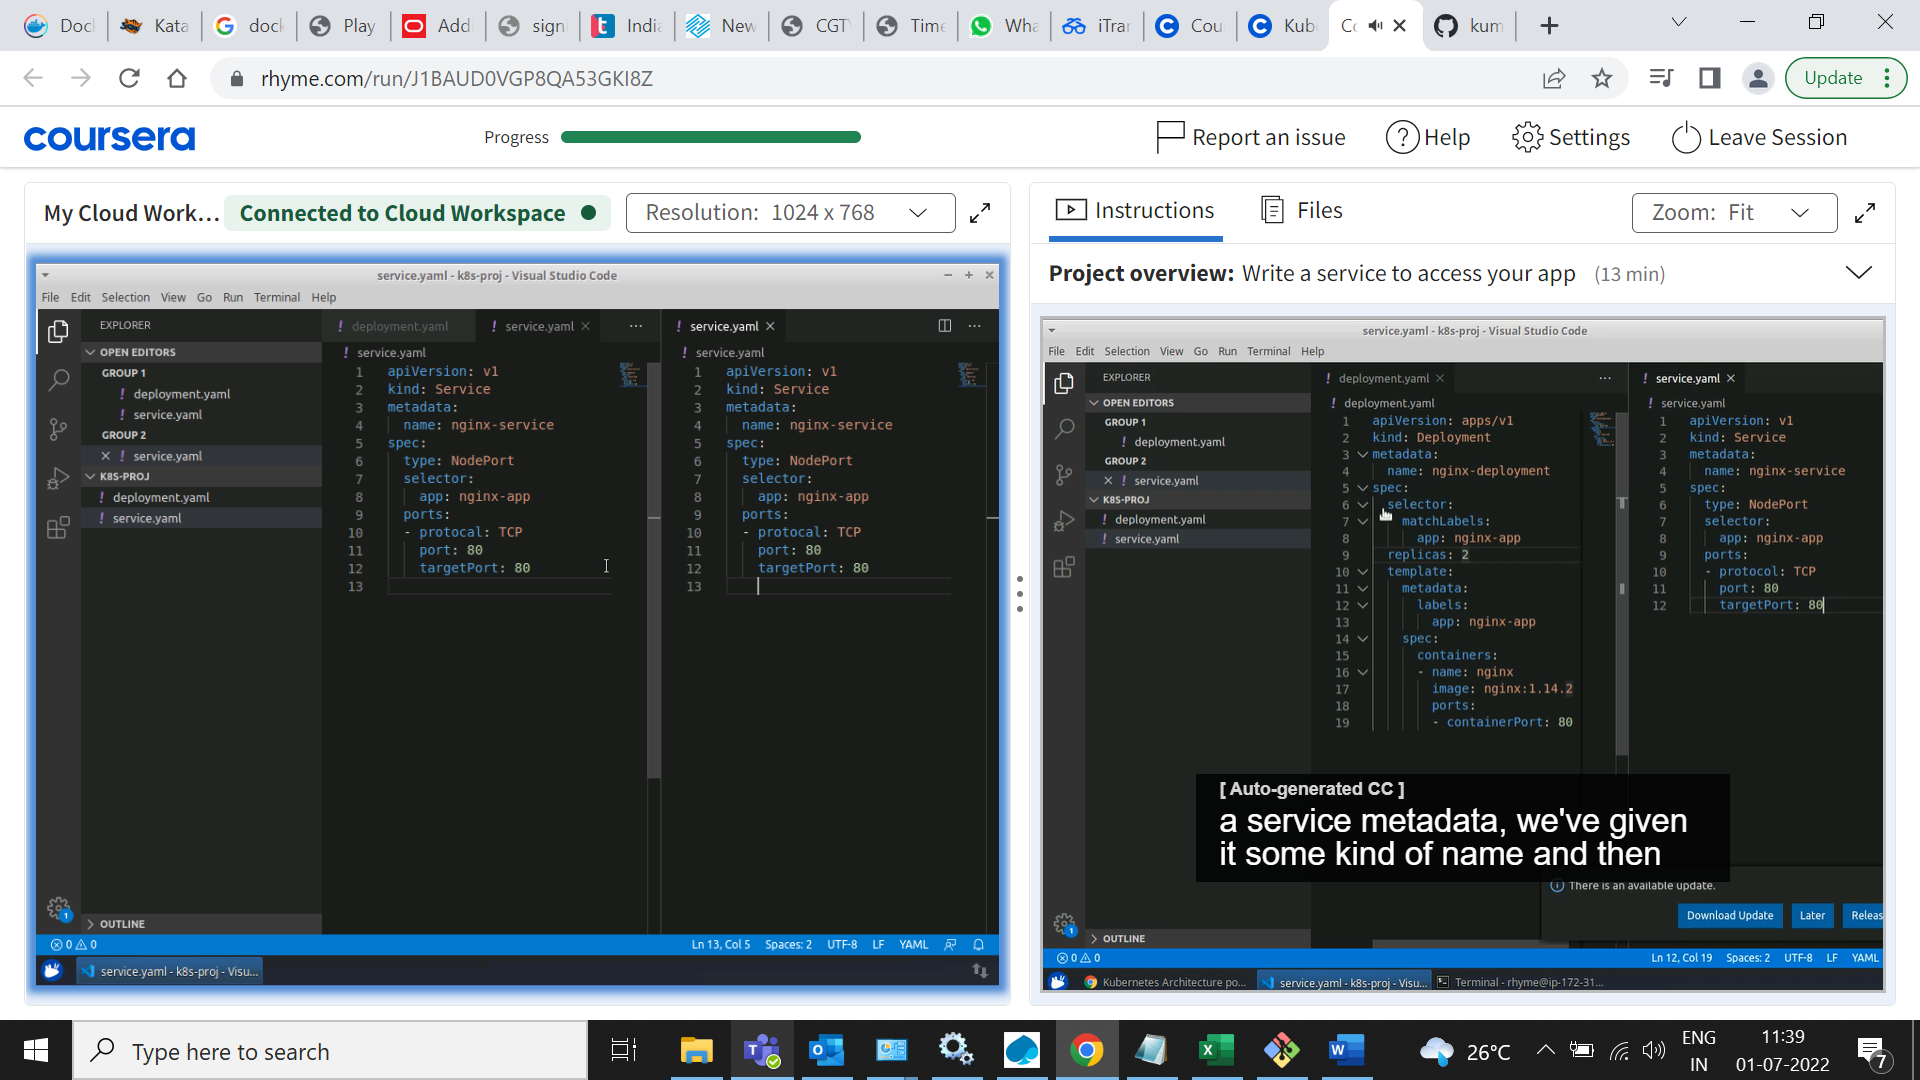 Doc
Kata
dock
Play
Addi
signi
India
New
CGT
Time
Wha
iTran
Cou
Kub
Co
kum
rhyme.com/run/J1BAUD0VGP8QA53GKI8Z
Update
coursera
Progress
Report an issue
Help
Settings
Leave Session
My Cloud Work...
Connected to Cloud Workspace
Resolution: 1024 x 768
Instructions
Files
Zoom: Fit
Project overview: Write a service to access your app (13 min)
service.yaml - k8s-proj - Visual Studio Code
File Edit Selection View Go Run Terminal Help
EXPLORER
OPEN EDITORS
GROUP 1
! deployment.yaml
! service.yaml
GROUP 2
! service.yaml
K8S-PROJ
! deployment.yaml
! service.yaml
OUTLINE
! deployment.yaml
! service.yaml
! service.yaml
1 apiVersion: v1
2 kind: Service
3 metadata:
4 name: nginx-service
5 spec:
6 type: NodePort
7 selector:
8 app: nginx-app
9 ports:
10 - protocal: TCP
11 port: 80
12 targetPort: 80
13
! service.yaml
! service.yaml
1 apiVersion: v1
2 kind: Service
3 metadata:
4 name: nginx-service
5 spec:
6 type: NodePort
7 selector:
8 app: nginx-app
9 ports:
10 - protocal: TCP
11 port: 80
12 targetPort: 80
13
0 0
Ln 13, Col 5 Spaces: 2 UTF-8 LF YAML
service.yaml - k8s-proj - Visu...
service.yaml - k8s-proj - Visual Studio Code
File Edit Selection View Go Run Terminal Help
EXPLORER
OPEN EDITORS
GROUP 1
! deployment.yaml
GROUP 2
! service.yaml
K8S-PROJ
! deployment.yaml
! service.yaml
OUTLINE
! deployment.yaml
! deployment.yaml
1 apiVersion: apps/v1
2 kind: Deployment
3 metadata:
4 name: nginx-deployment
5 spec:
6 selector:
7 matchLabels:
8 app: nginx-app
9 replicas: 2
10 template:
11 metadata:
12 labels:
13 app: nginx-app
14 spec:
15 containers:
16 - name: nginx
17 image: nginx:1.14.2
18 ports:
19 - containerPort: 80
! service.yaml
! service.yaml
1 apiVersion: v1
2 kind: Service
3 metadata:
4 name: nginx-service
5 spec:
6 type: NodePort
7 selector:
8 app: nginx-app
9 ports:
10 - protocol: TCP
11 port: 80
12 targetPort: 80
[ Auto-generated CC ]
a service metadata, we've given
it some kind of name and then
There is an available update.
Download Update
Later
Releas
0 0
Ln 12, Col 19 Spaces: 2 UTF-8 LF YAML
Kubernetes Architecture po...
service.yaml - k8s-proj - Visu...
Terminal - rhyme@ip-172-31...
Type here to search
26°C
ENG
IN
11:39
01-07-2022
7